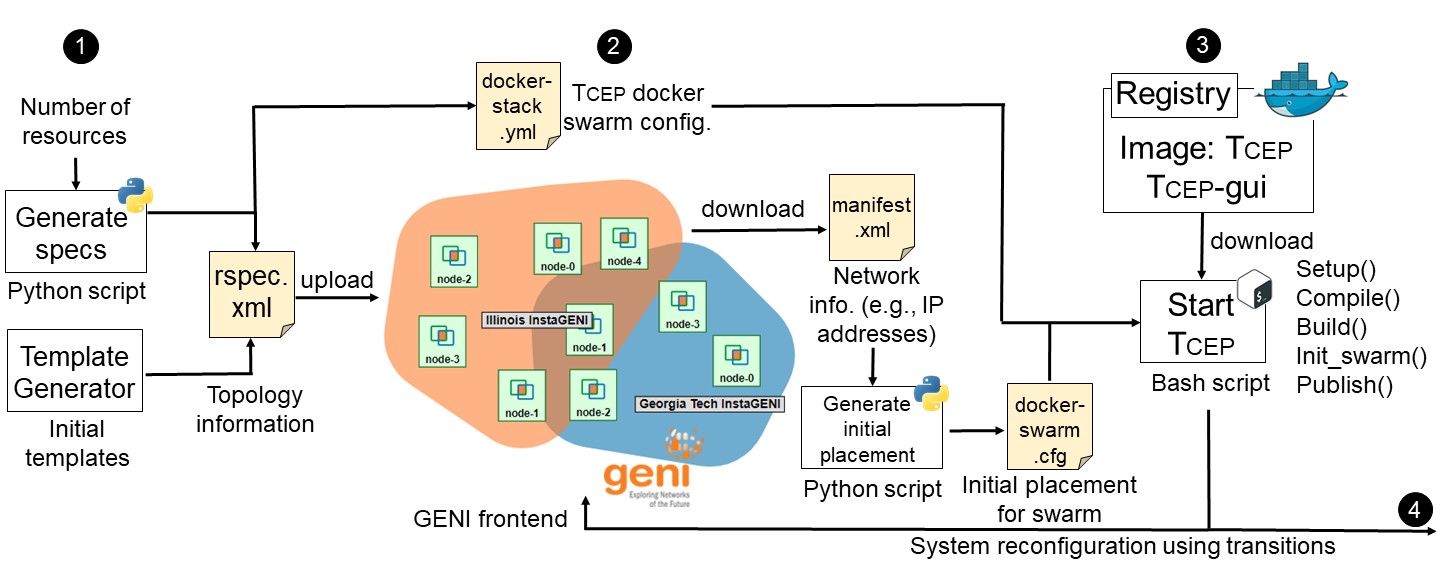 1
Number of
resources
Generate
specs
Python script
Template
Generator
Initial
templates
rspec.
xml
Topology
information
upload
2
docker-
stack
.yml
TCEP docker
swarm config.
node-2
node-0
node-4
node-3
Illinois InstaGENI
node-1
node-3
node-0
node-1
node-2
Georgia Tech InstaGENI
geni
Exploring Networks
of the Future
GENI frontend
download
manifest
.xml
Network
info. (e.g., IP
addresses)
Generate
initial
placement
Python script
docker-
swarm
.cfg
Initial placement
for swarm
3
Registry
Image: TCEP
TCEP-gui
download
Start
TCEP
$_
Bash script
Setup()
Compile()
Build()
Init_swarm()
Publish()
4
System reconfiguration using transitions